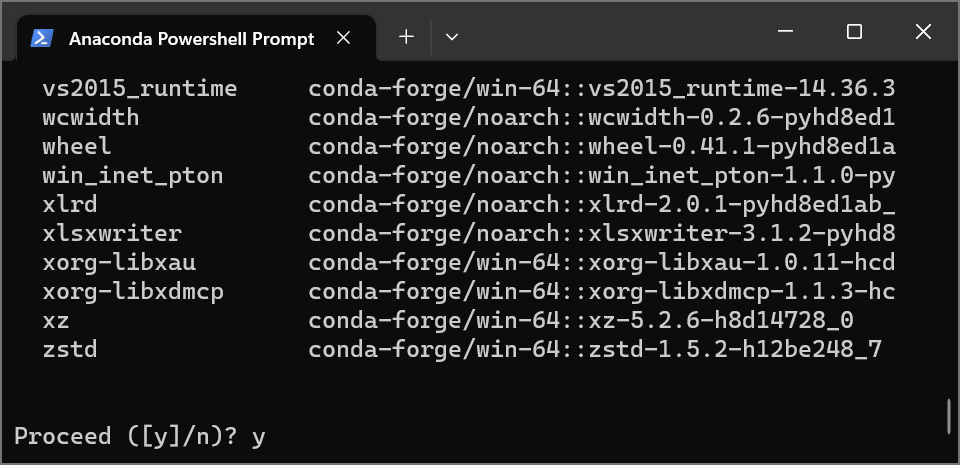 Anaconda Powershell Prompt
vs2015_runtime conda-forge/win-64::vs2015_runtime-14.36.3
wcwidth conda-forge/noarch::wcwidth-0.2.6-pyhd8ed1
wheel conda-forge/noarch::wheel-0.41.1-pyhd8ed1a
win_inet_pton conda-forge/noarch::win_inet_pton-1.1.0-py
xlrd conda-forge/noarch::xlrd-2.0.1-pyhd8ed1ab_
xlsxwriter conda-forge/noarch::xlsxwriter-3.1.2-pyhd8
xorg-libxau conda-forge/win-64::xorg-libxau-1.0.11-hcd
xorg-libxdmcp conda-forge/win-64::xorg-libxdmcp-1.1.3-hc
xz conda-forge/win-64::xz-5.2.6-h8d14728_0
zstd conda-forge/win-64::zstd-1.5.2-h12be248_7
Proceed ([y]/n)? y